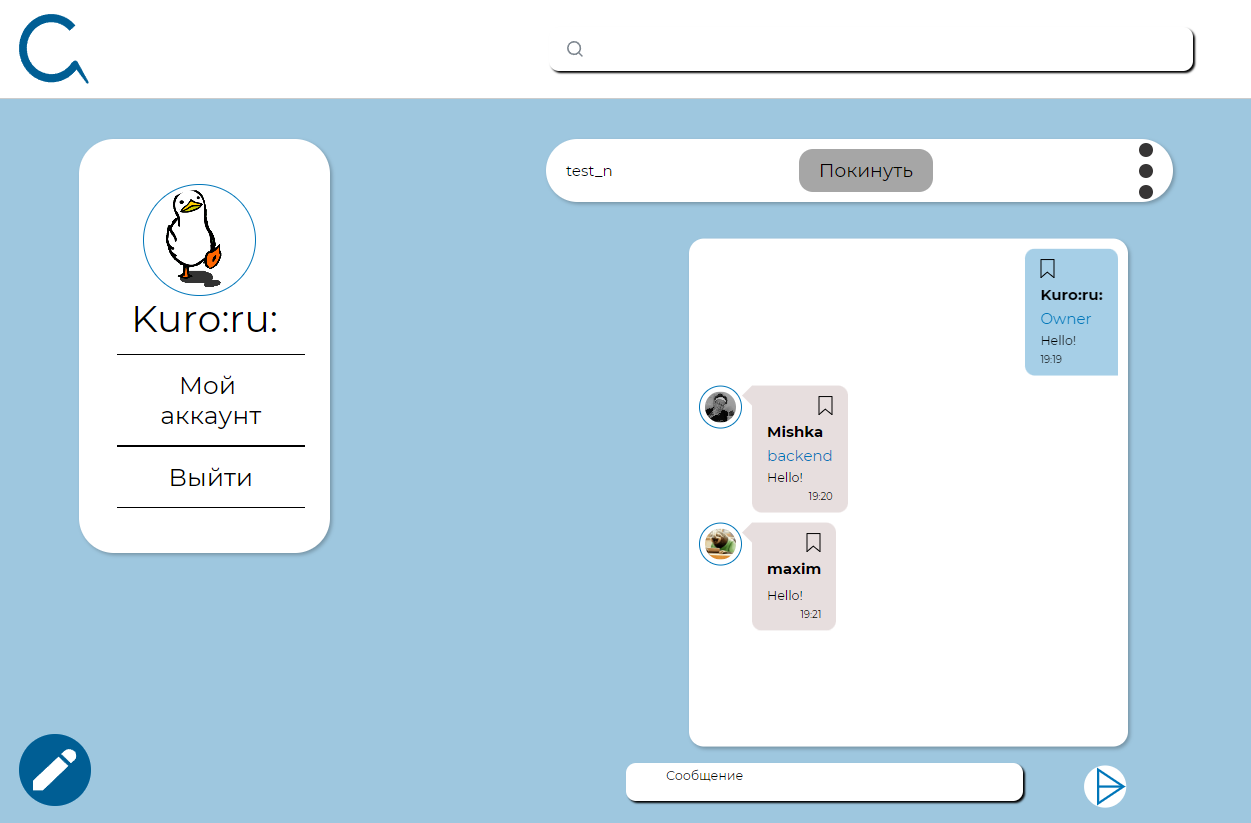 Kuro:ru:
Мой
аккаунт
Выйти
test_n
Покинуть
Kuro:ru:
Owner
Hello!
19:19
Mishka
backend
Hello!
19:20
maxim
Hello!
19:21
Сообщение